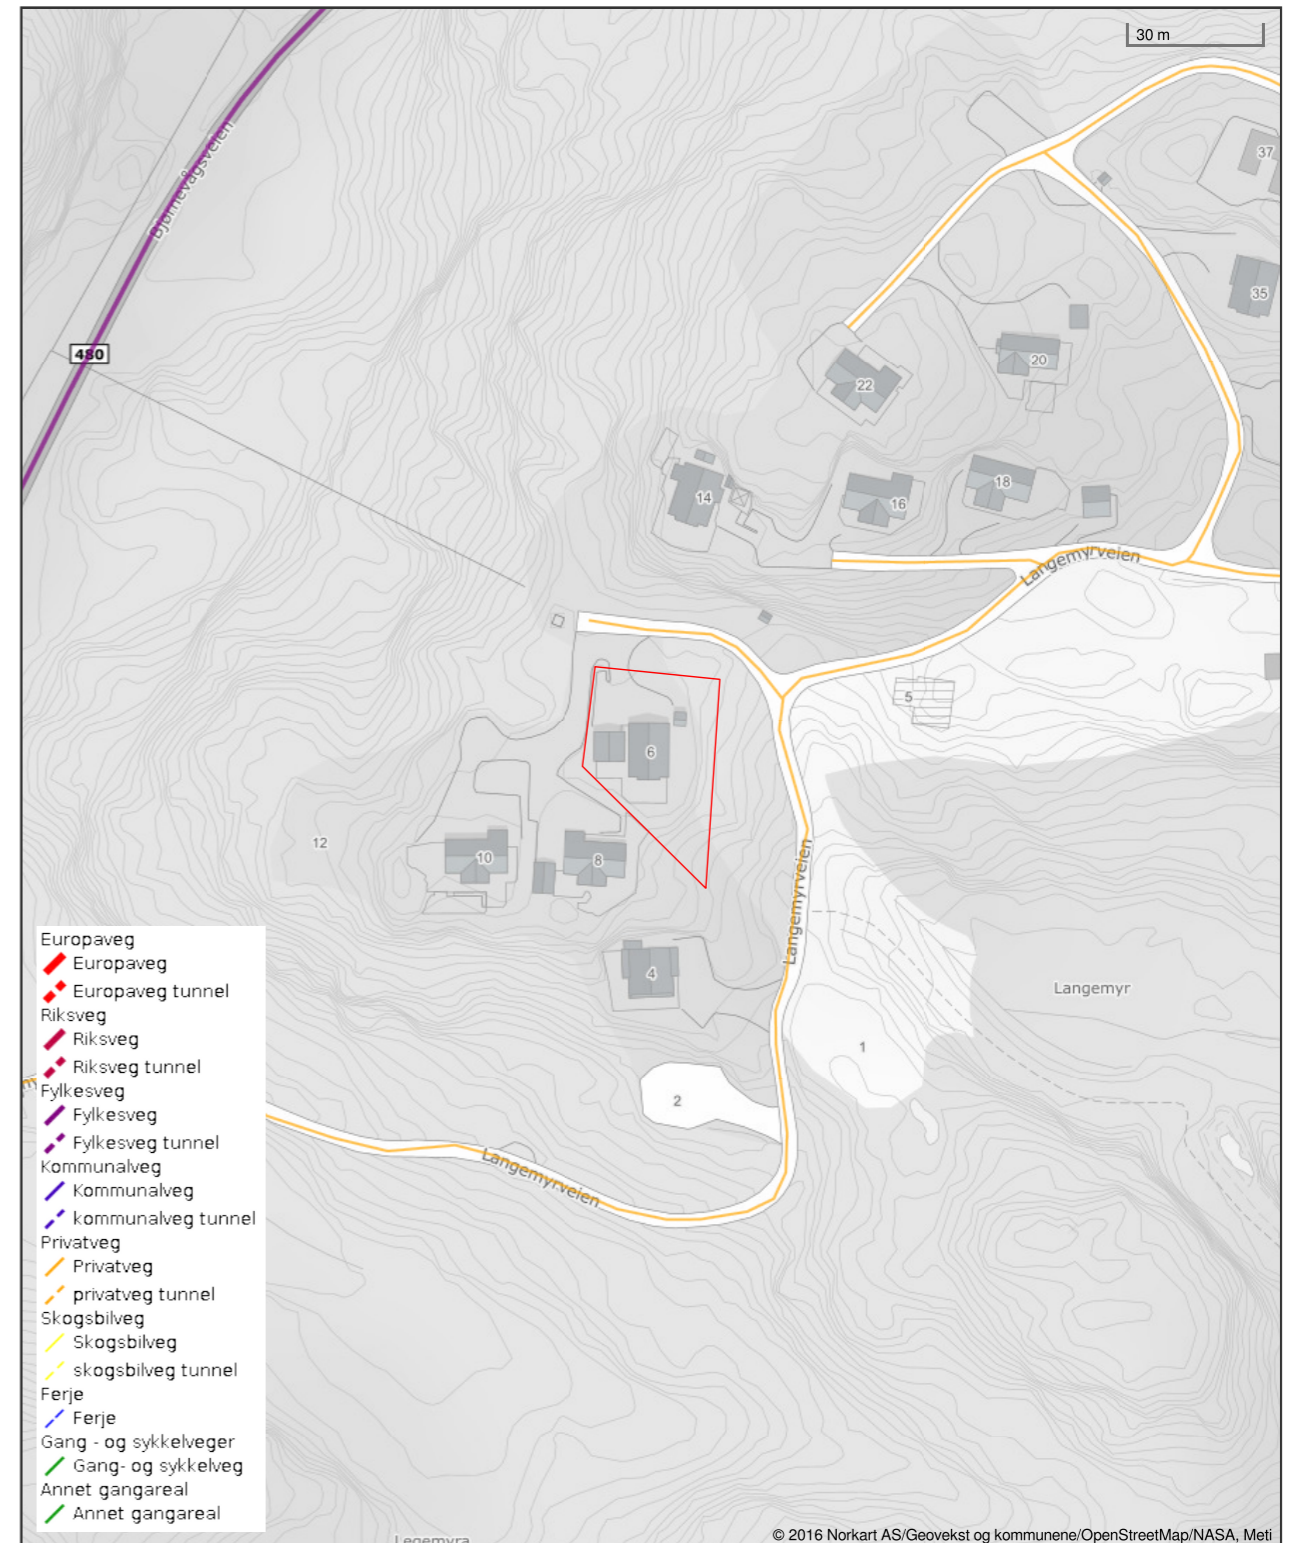 30 m
Bjørnevågsveien
37
480
35
20
22
18
14
16
Langemyrveien
5
6
12
10
8
Langemyrveien
4
Langemyr
1
2
Langemyrveien
Europaveg
Europaveg
Europaveg tunnel
Riksveg
Riksveg
Riksveg tunnel
Fylkesveg
Fylkesveg
Fylkesveg tunnel
Kommunalveg
Kommunalveg
kommunalveg tunnel
Privatveg
Privatveg
privatveg tunnel
Skogsbilveg
Skogsbilveg
skogsbilveg tunnel
Ferje
Ferje
Gang - og sykkelveger
Gang- og sykkelveg
Annet gangareal
Annet gangareal
Legemyra
© 2016 Norkart AS/Geovekst og kommunene/OpenStreetMap/NASA, Meti